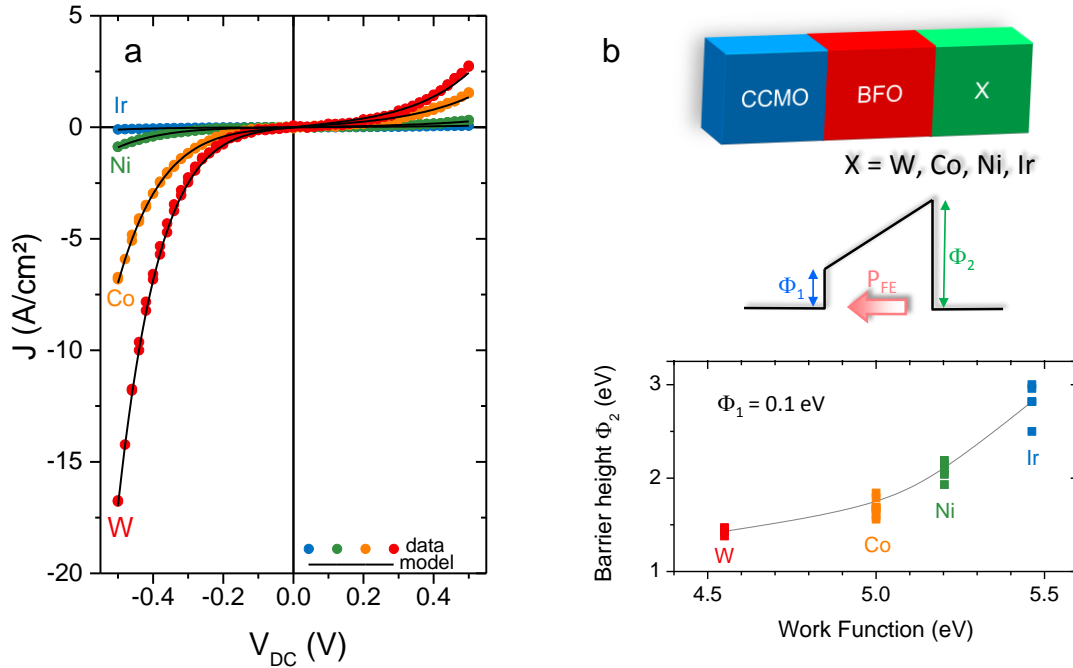 a
Ir
Ni
Co
W
data
model
J (A/cm²)
5
0
-5
-10
-15
-20
-0.4
-0.2
0.0
0.2
0.4
V_DC (V)
b
CCMO
BFO
X
X = W, Co, Ni, Ir
Φ₁
P_FE
Φ₂
Barrier height Φ₂ (eV)
3
2
1
Φ₁ = 0.1 eV
W
Co
Ni
Ir
4.5
5.0
5.5
Work Function (eV)